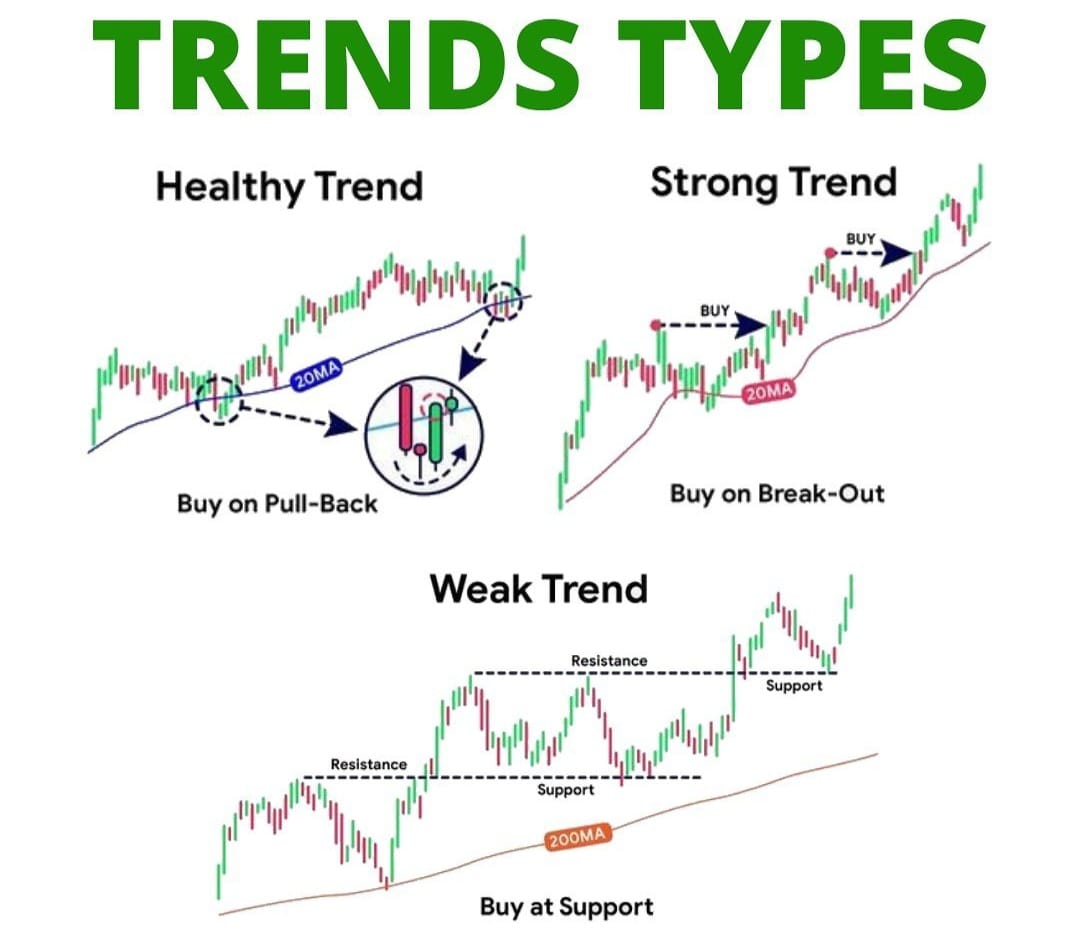 TRENDS TYPES
Healthy Trend
20MA
Buy on Pull-Back
Strong Trend
BUY
BUY
20MA
Buy on Break-Out
Weak Trend
Resistance
Support
Resistance
Support
200MA
Buy at Support